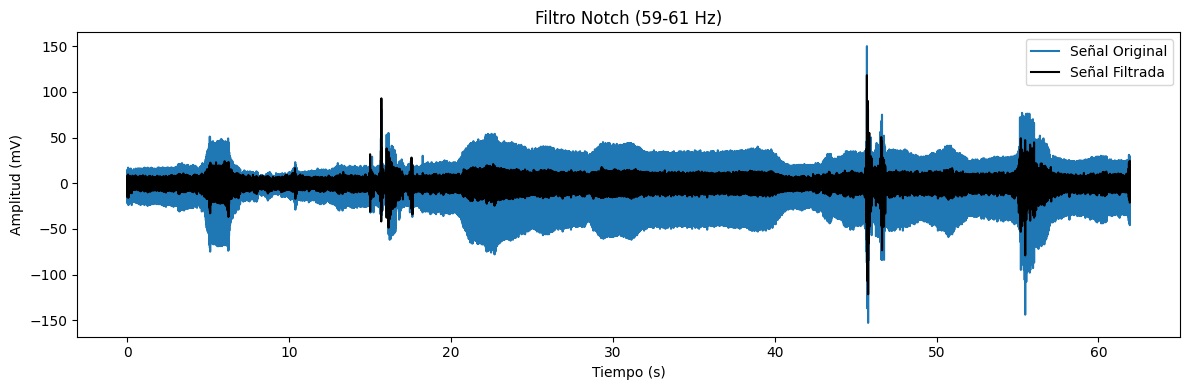 Filtro Notch (59-61 Hz)
Señal Original
Señal Filtrada
Amplitud (mV)
150
100
50
0
−50
−100
−150
0
10
20
30
40
50
60
Tiempo (s)